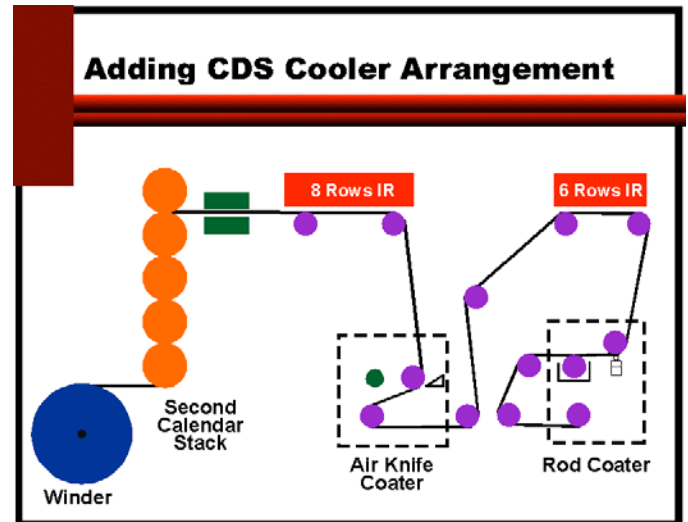 Adding CDS Cooler Arrangement
8 Rows IR
6 Rows IR
Second
Calendar
Stack
Air Knife
Coater
Rod Coater
Winder